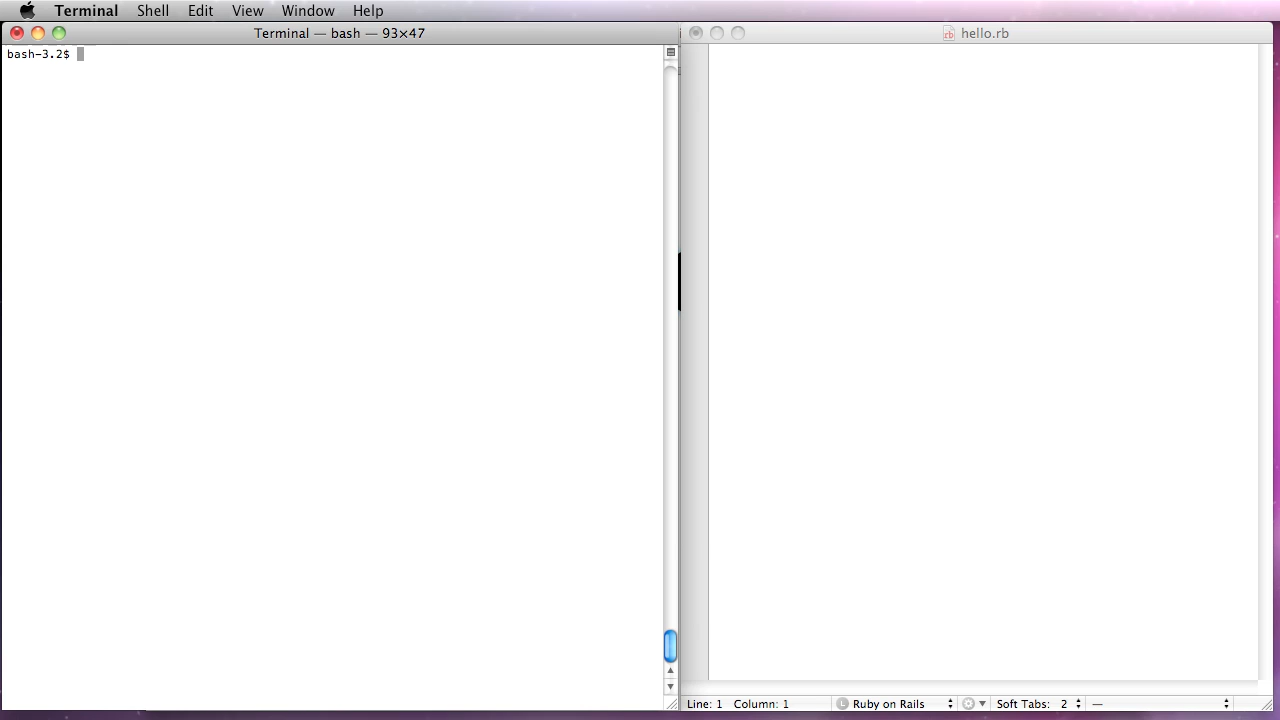 Terminal Shell Edit View Window Help
Terminal — bash — 93×47
bash-3.2$
rb hello.rb
Line: 1 Column: 1 L Ruby on Rails Soft Tabs: 2 —